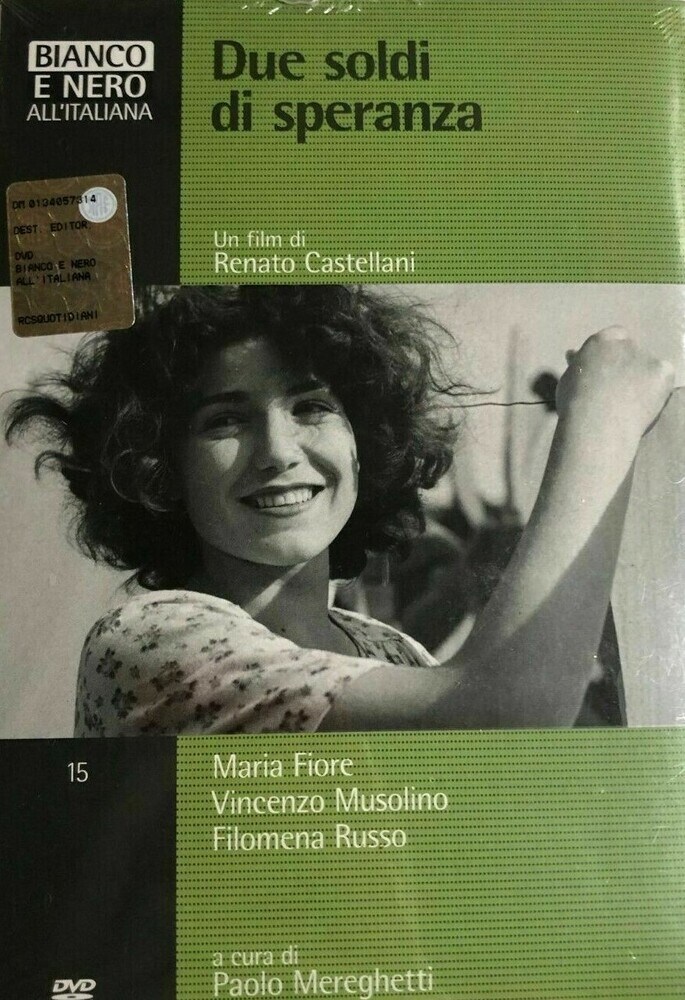 BIANCO
E NERO
ALL'ITALIANA
Due soldi
di speranza
DM 0124057314
DEST. EDITOR
DVD
BIANCO E NERO
ALL'ITALIANA
RCSQUOTIDIANI
Un film di
Renato Castellani
15
Maria Fiore
Vincenzo Musolino
Filomena Russo
a cura di
Paolo Mereghetti
DVD